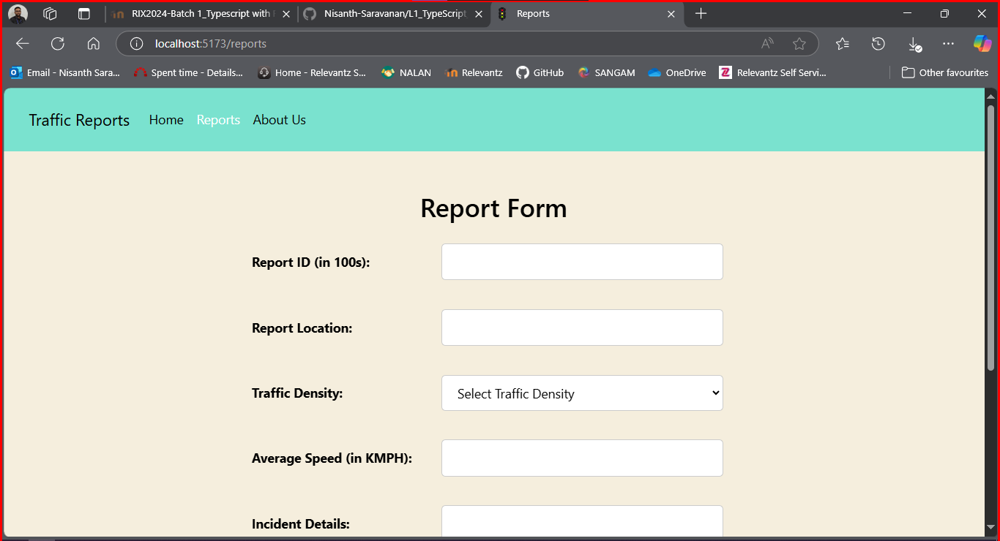 RIX2024-Batch 1_Typescript with
Nisanth-Saravanan/L1_TypeScript_
Reports
localhost:5173/reports
Email - Nisanth Sara...
Spent time - Details...
Home - Relevantz S...
NALAN
Relevantz
GitHub
SANGAM
OneDrive
Relevantz Self Servi...
Other favourites
Traffic Reports
Home
Reports
About Us
Report Form
Report ID (in 100s):
Report Location:
Traffic Density:
Select Traffic Density
Average Speed (in KMPH):
Incident Details: